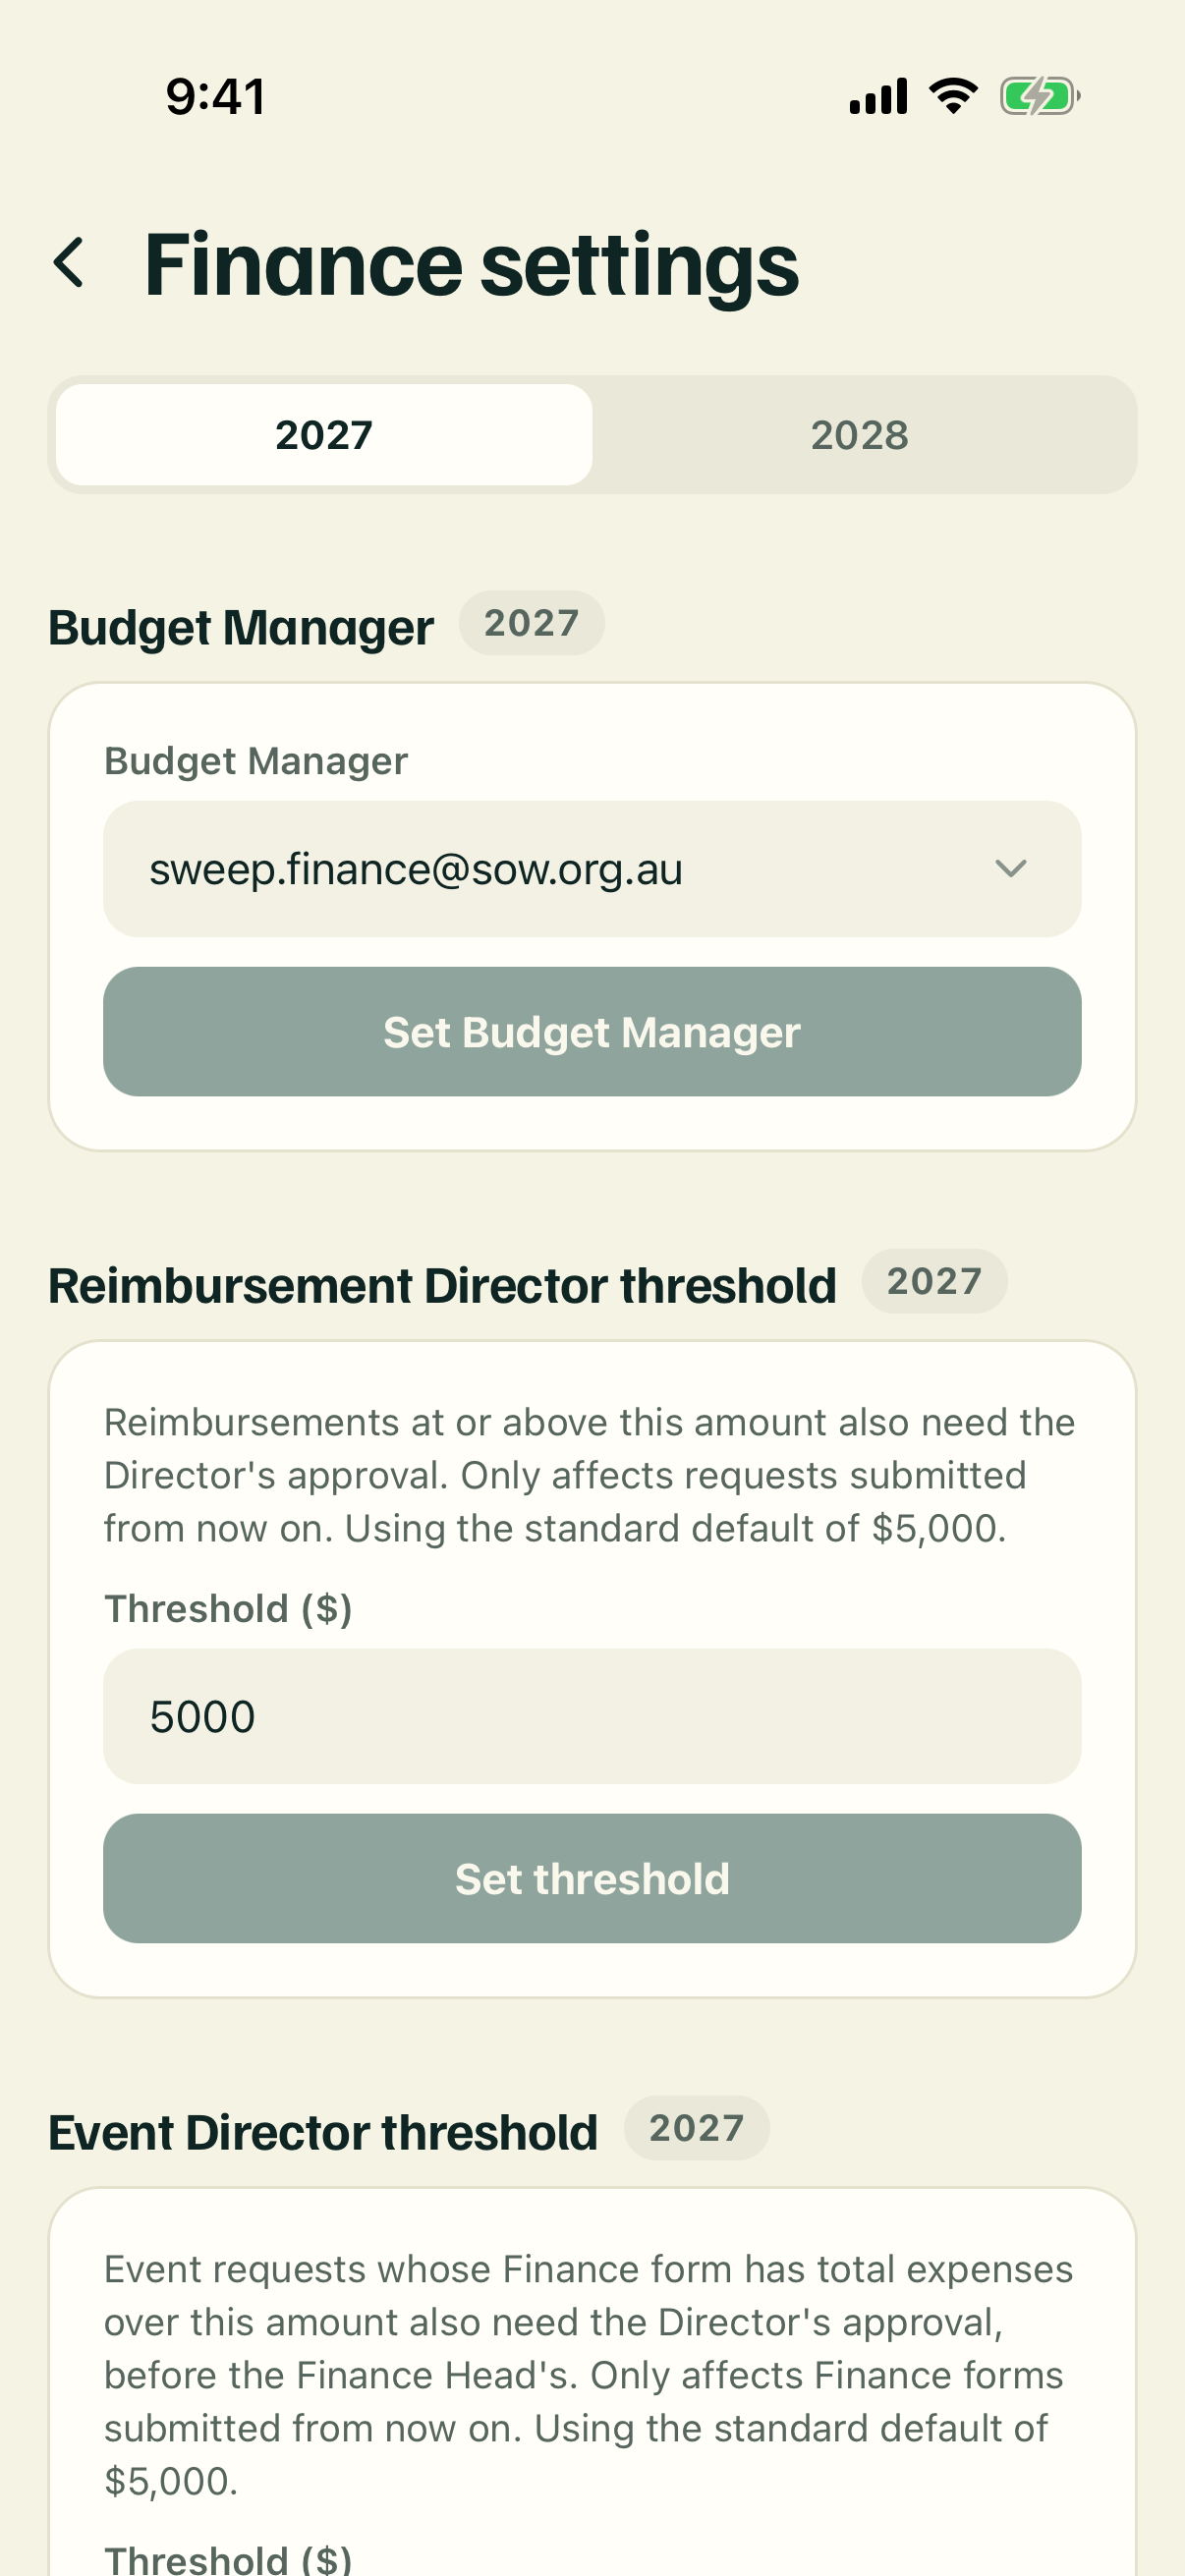 9:41
Finance settings
2027
2028
Budget Manager 2027
Budget Manager
sweep.finance@sow.org.au
Set Budget Manager
Reimbursement Director threshold 2027
Reimbursements at or above this amount also need the
Director's approval. Only affects requests submitted
from now on. Using the standard default of $5,000.
Threshold ($)
5000
Set threshold
Event Director threshold 2027
Event requests whose Finance form has total expenses
over this amount also need the Director's approval,
before the Finance Head's. Only affects Finance forms
submitted from now on. Using the standard default of
$5,000.
Threshold ($)